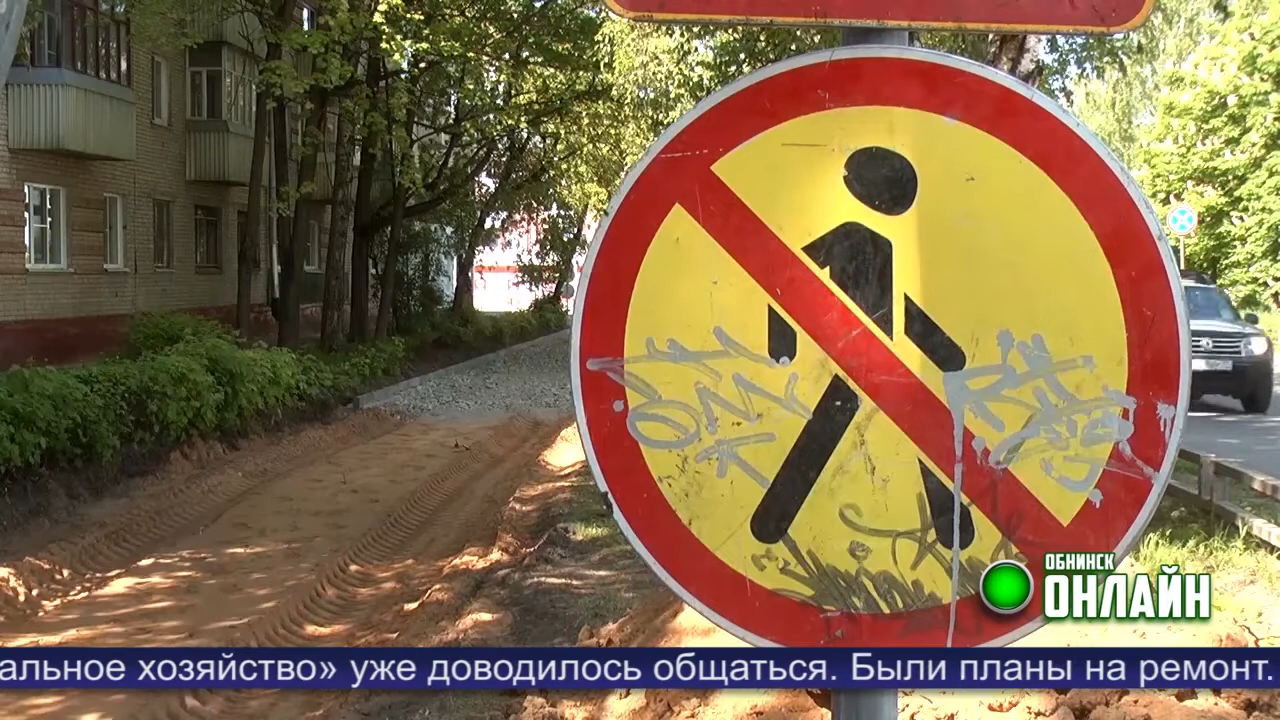 ОБНИНСК
ОНЛАЙН
альное хозяйство» уже доводилось общаться. Были планы на ремонт.